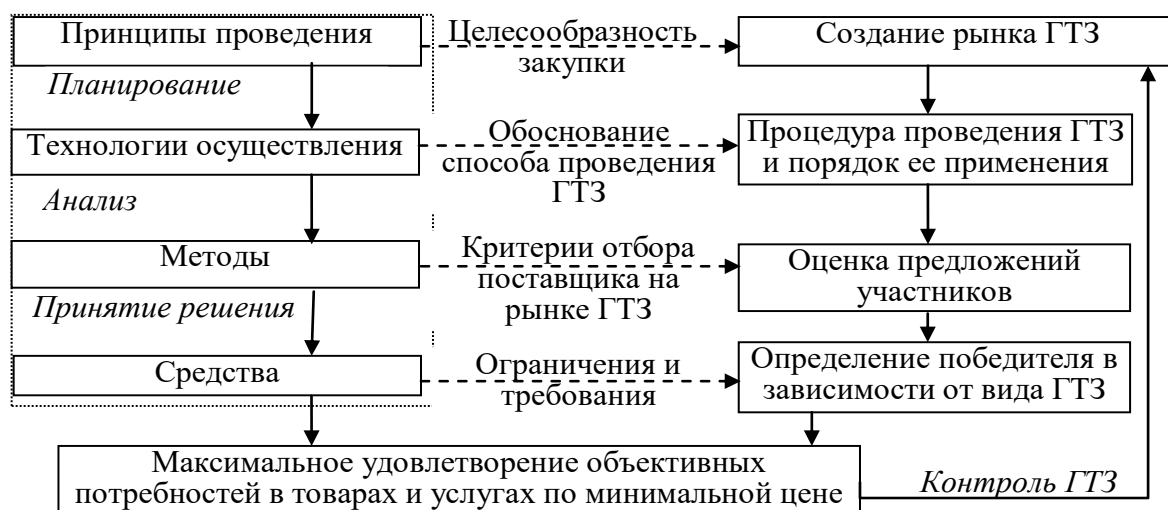 Принципы проведения
Целесообразность
закупки
Создание рынка ГТЗ
Планирование
Технологии осуществления
Обоснование
способа проведения
ГТЗ
Процедура проведения ГТЗ
и порядок ее применения
Анализ
Методы
Критерии отбора
поставщика на
рынке ГТЗ
Оценка предложений
участников
Принятие решения
Средства
Ограничения и
требования
Определение победителя в
зависимости от вида ГТЗ
Максимальное удовлетворение объективных
потребностей в товарах и услугах по минимальной цене
Контроль ГТЗ